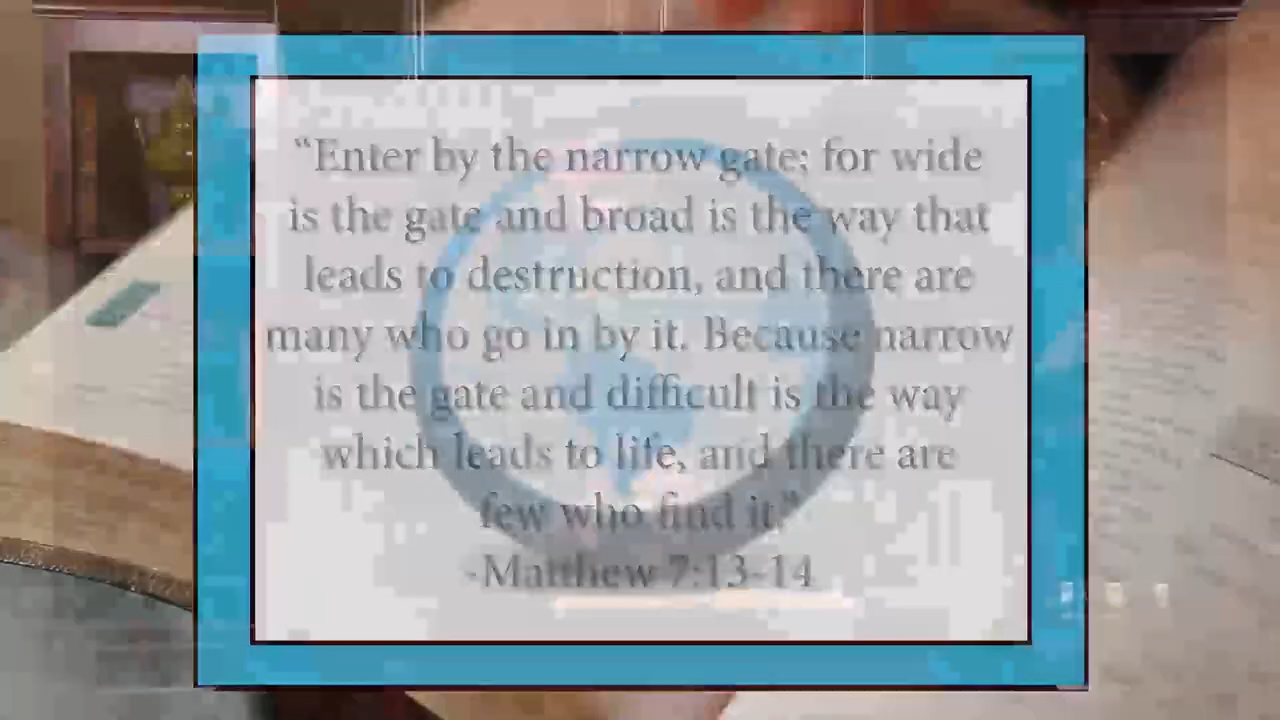 “Enter by the narrow gate; for wide
is the gate and broad is the way that
leads to destruction, and there are
many who go in by it. Because narrow
is the gate and difficult is the way
which leads to life, and there are
few who find it.”
-Matthew 7:13-14